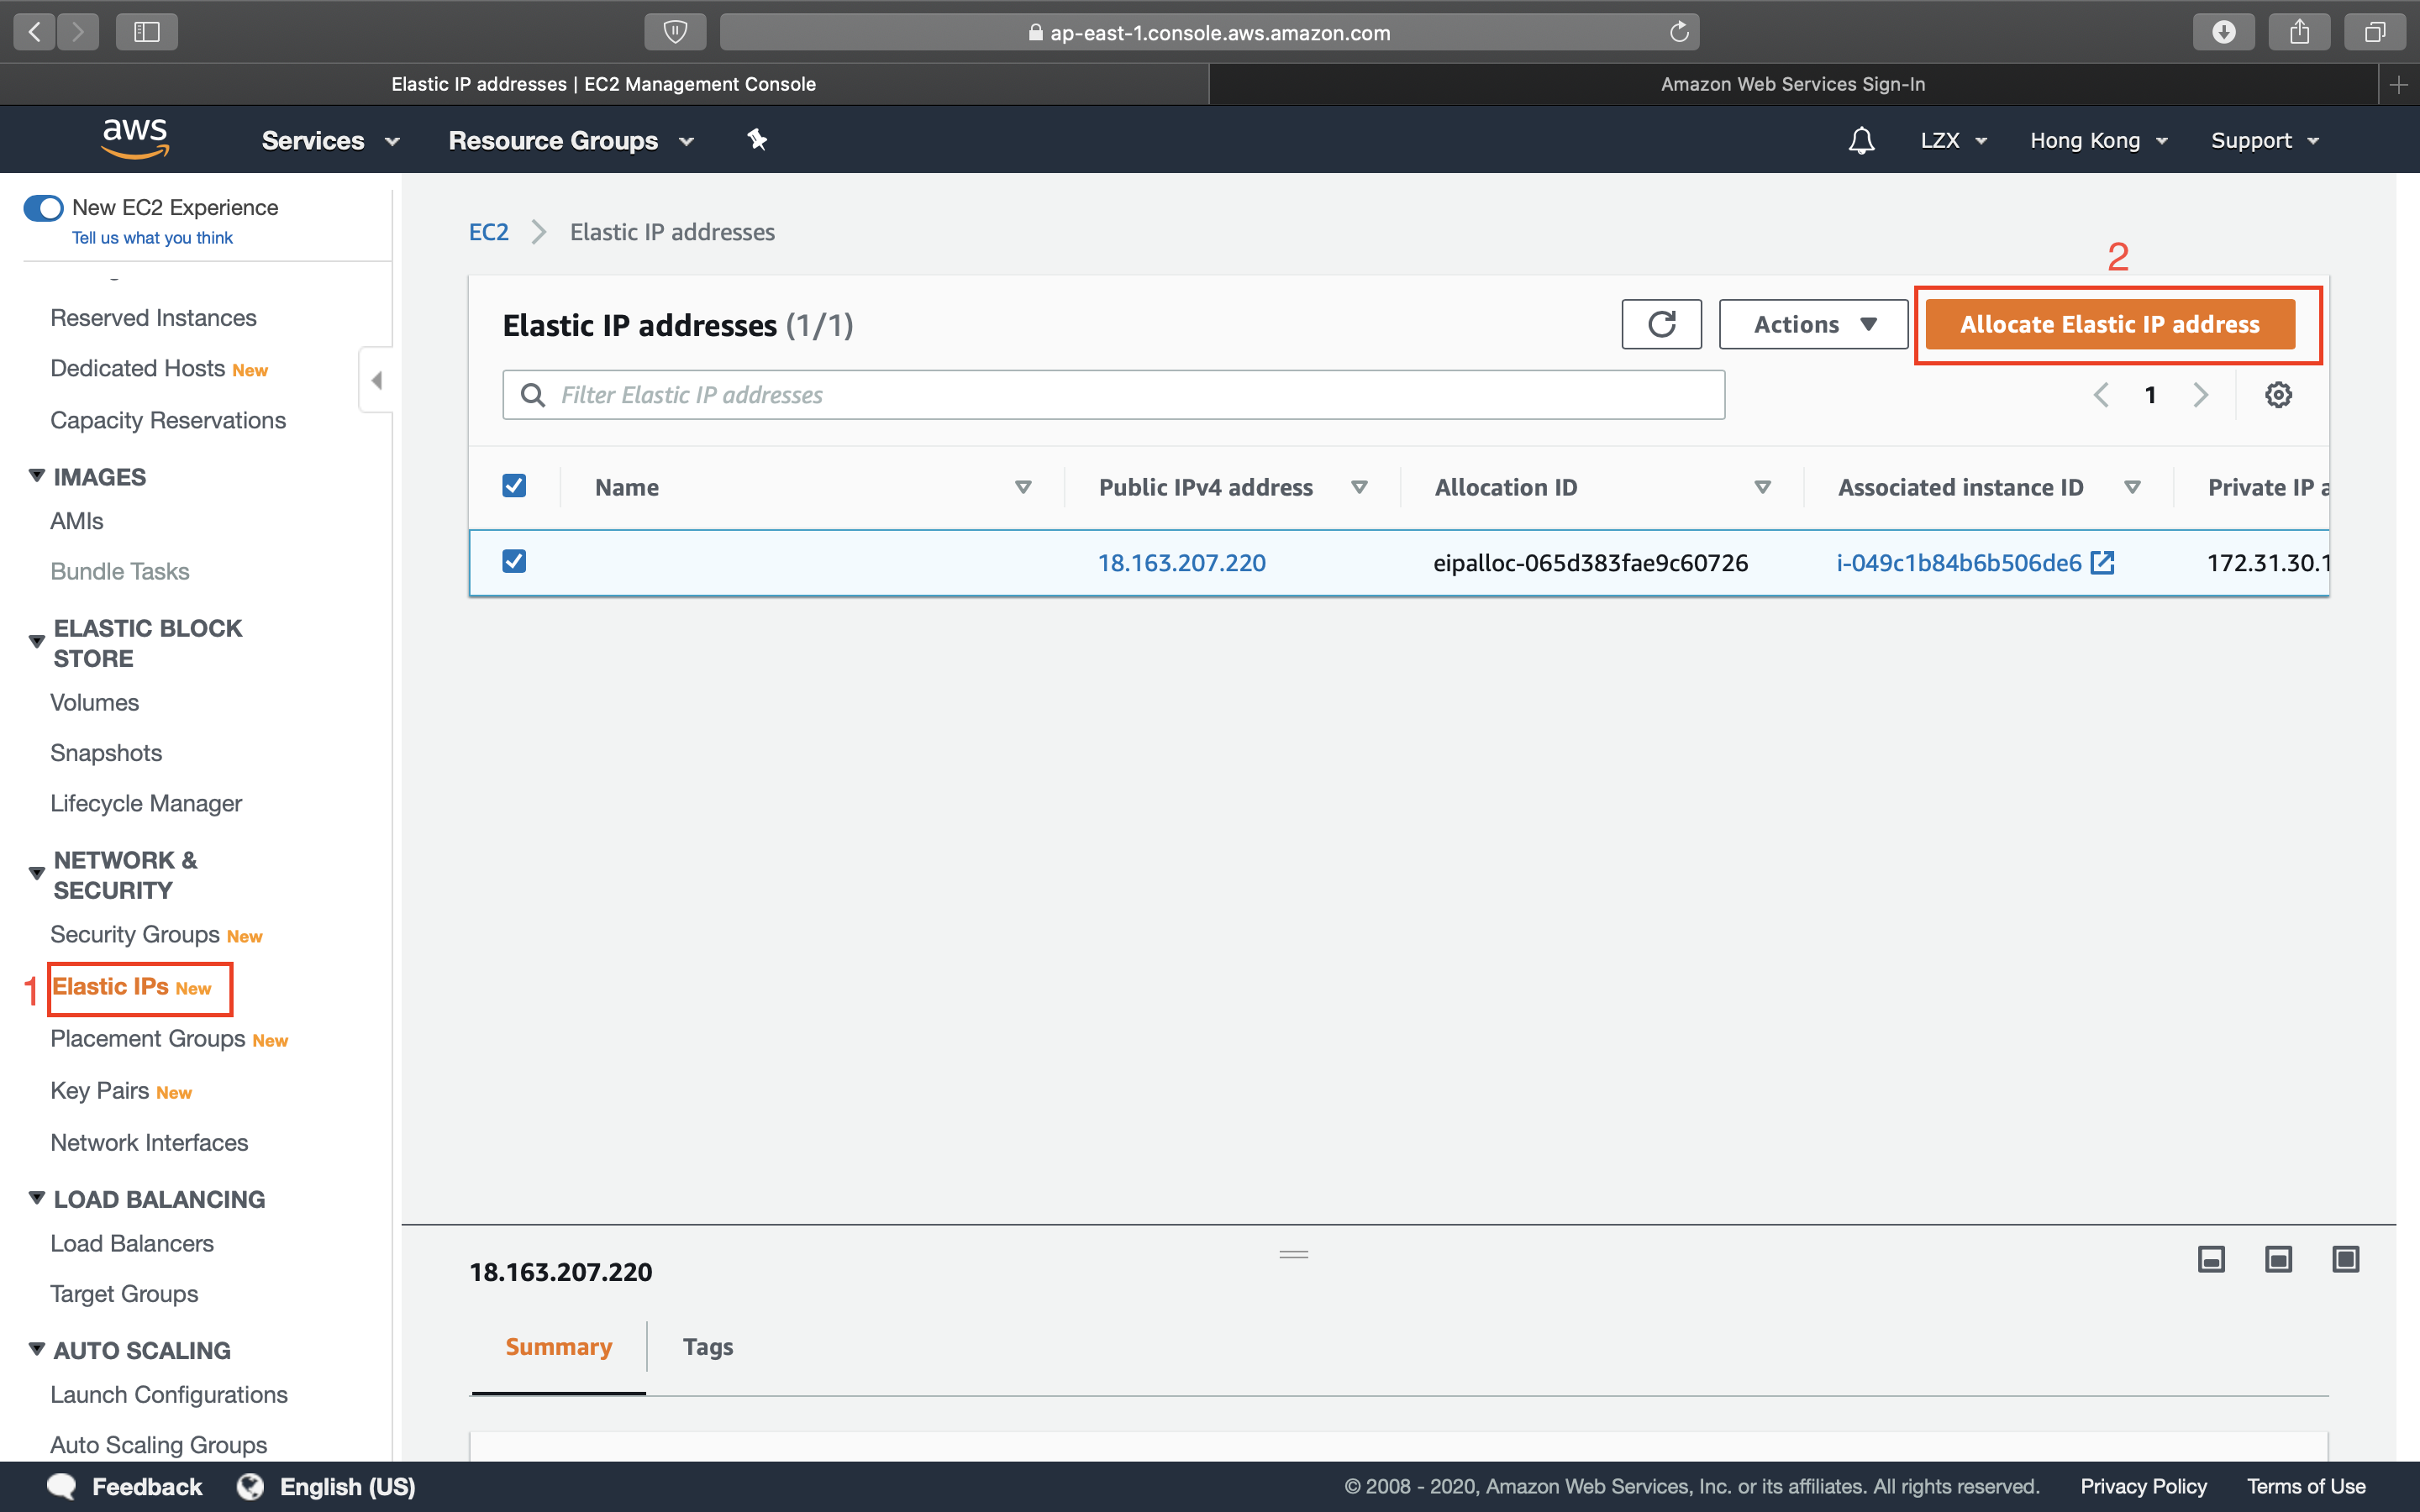 ap-east-1.console.aws.amazon.com
Elastic IP addresses | EC2 Management Console
Amazon Web Services Sign-In
aws
Services
Resource Groups
LZX
Hong Kong
Support
New EC2 Experience
Tell us what you think
Reserved Instances
Dedicated Hosts New
Capacity Reservations
IMAGES
AMIs
Bundle Tasks
ELASTIC BLOCK
STORE
Volumes
Snapshots
Lifecycle Manager
NETWORK &
SECURITY
Security Groups New
1 Elastic IPs New
Placement Groups New
Key Pairs New
Network Interfaces
LOAD BALANCING
Load Balancers
Target Groups
AUTO SCALING
Launch Configurations
Auto Scaling Groups
EC2 Elastic IP addresses
2
Elastic IP addresses (1/1)
Actions
Allocate Elastic IP address
Filter Elastic IP addresses
1
Name Public IPv4 address Allocation ID Associated instance ID Private IP a
18.163.207.220 eipalloc-065d383fae9c60726 i-049c1b84b6b506de6 172.31.30.1
18.163.207.220
Summary Tags
Feedback English (US)
© 2008 - 2020, Amazon Web Services, Inc. or its affiliates. All rights reserved. Privacy Policy Terms of Use